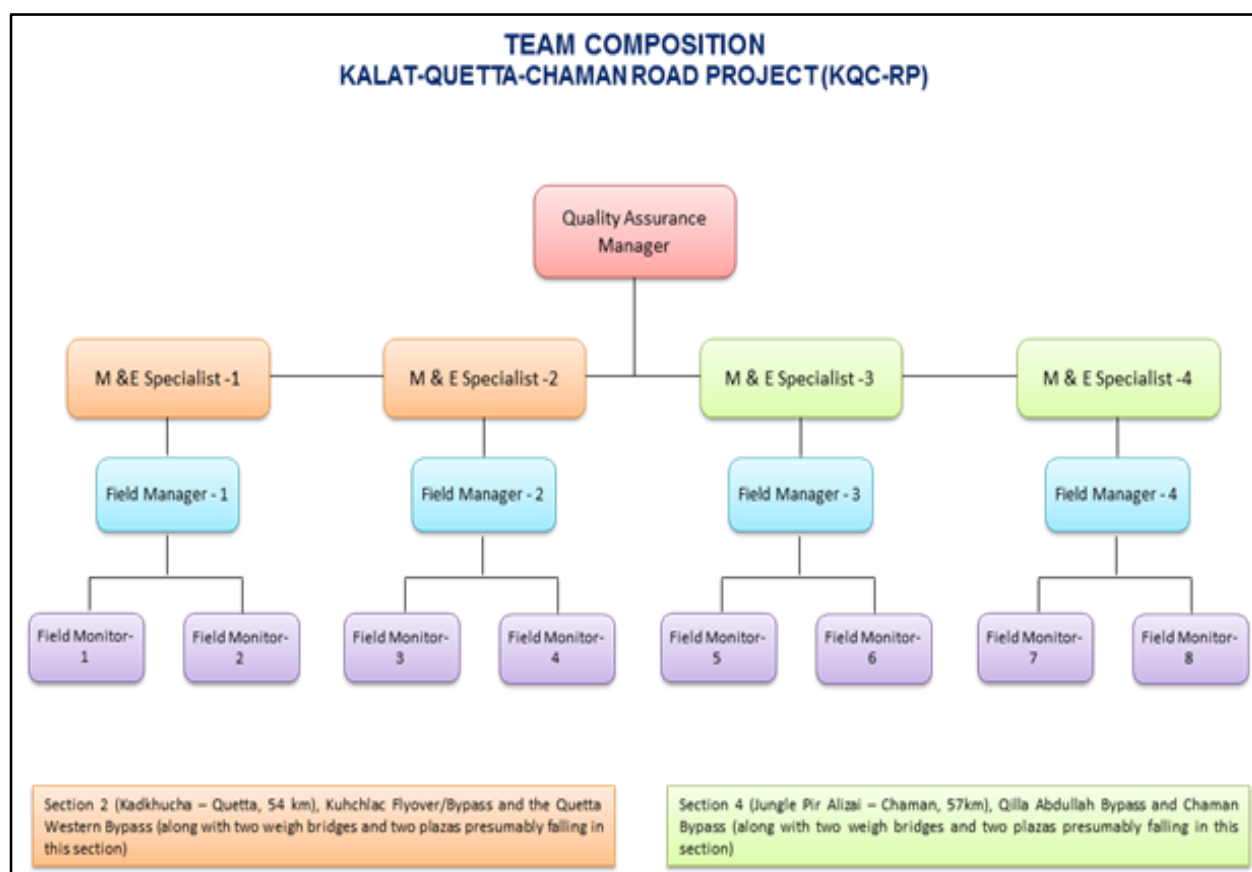 TEAM COMPOSITION
KALAT-QUETTA-CHAMAN ROAD PROJECT (KQC-RP)
Quality Assurance
Manager
M &E Specialist -1
M & E Specialist -2
M & E Specialist -3
M & E Specialist -4
Field Manager - 1
Field Manager - 2
Field Manager - 3
Field Manager - 4
Field Monitor-
1
Field Monitor-
2
Field Monitor-
3
Field Monitor-
4
Field Monitor-
5
Field Monitor-
6
Field Monitor-
7
Field Monitor-
8
Section 2 (Kadkhucha – Quetta, 54 km), Kuhchlac Flyover/Bypass and the Quetta
Western Bypass (along with two weigh bridges and two plazas presumably falling in
this section)
Section 4 (Jungle Pir Alizai – Chaman, 57km), Qilla Abdullah Bypass and Chaman
Bypass (along with two weigh bridges and two plazas presumably falling in this
section)